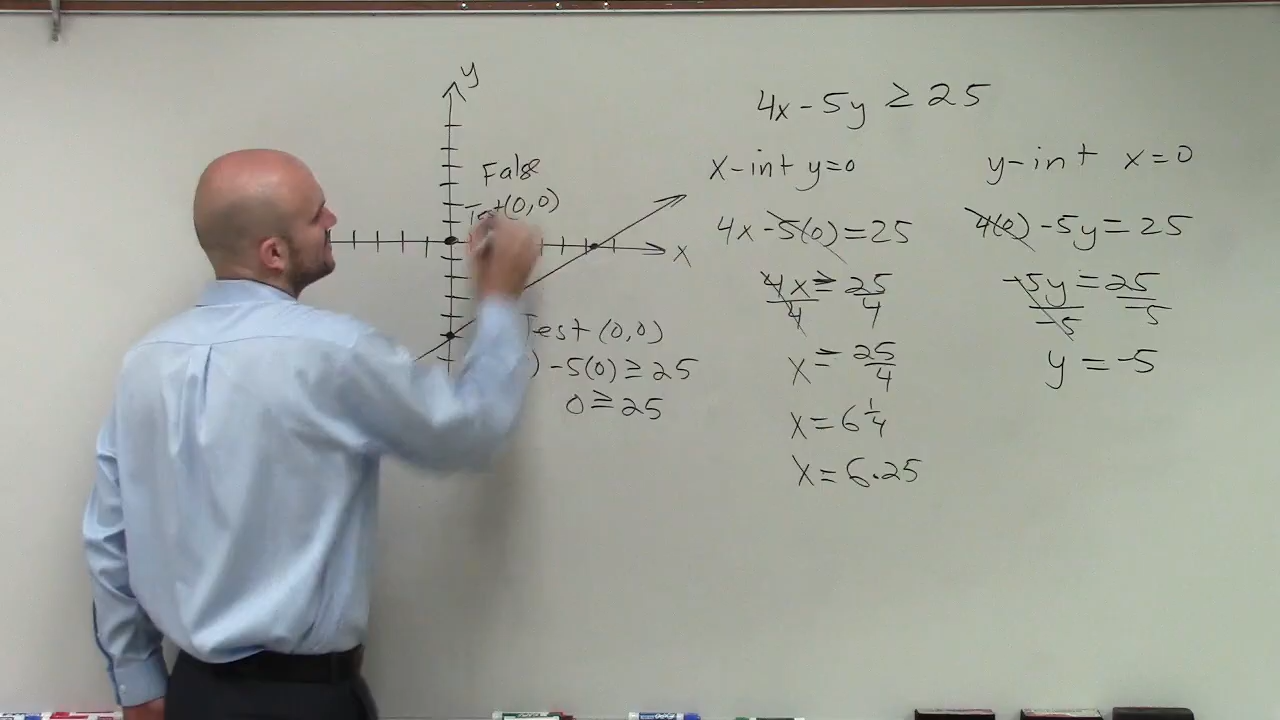 y
False
Test(0,0)
x
Test (0,0)
) -5(0) ≥ 25
0 ≥ 25
4x - 5y ≥ 25
x-int y=0
4x -5(0) = 25
4x = 25
4 4
x = 25
4
x = 6 1/4
x = 6.25
y-int x=0
4(0) -5y = 25
-5y = 25
-5 -5
y = -5